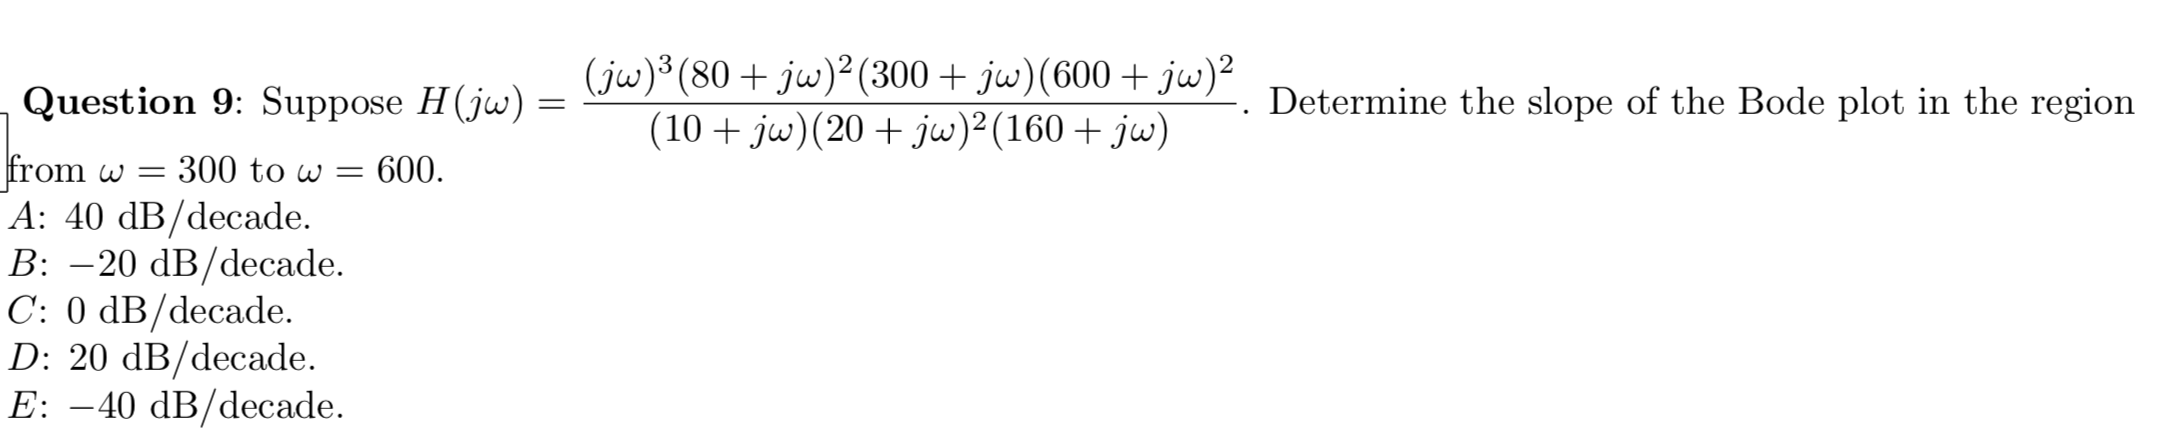 Question 9: Suppose $H(j\omega) = \dfrac{(j\omega)^3(80 + j\omega)^2(300 + j\omega)(600 + j\omega)^2}{(10 + j\omega)(20 + j\omega)^2(160 + j\omega)}$. Determine the slope of the Bode plot in the region
from $\omega = 300$ to $\omega = 600$.
A: 40 dB/decade.
B: −20 dB/decade.
C: 0 dB/decade.
D: 20 dB/decade.
E: −40 dB/decade.